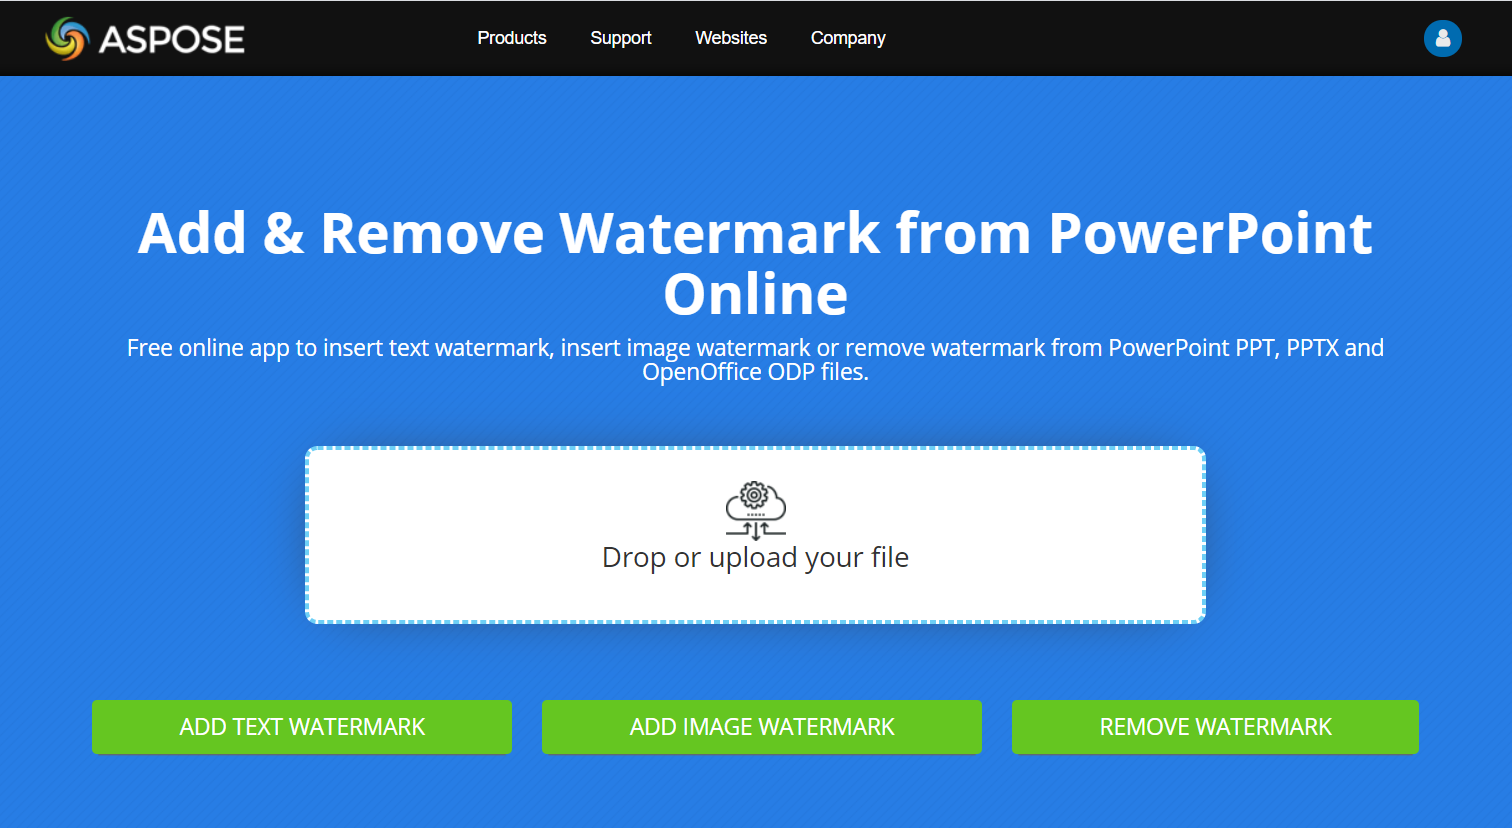 ASPOSE
Products
Support
Websites
Company
Add & Remove Watermark from PowerPoint
Online
Free online app to insert text watermark, insert image watermark or remove watermark from PowerPoint PPT, PPTX and
OpenOffice ODP files.
Drop or upload your file
ADD TEXT WATERMARK
ADD IMAGE WATERMARK
REMOVE WATERMARK